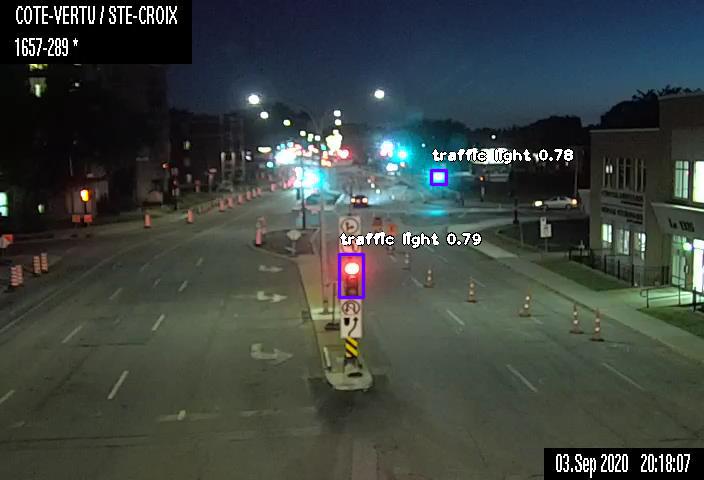 COTE-VERTU / STE-CROIX
1657-289 *
traffic light 0.78
traffic light 0.79
03.Sep 2020 20:18:07